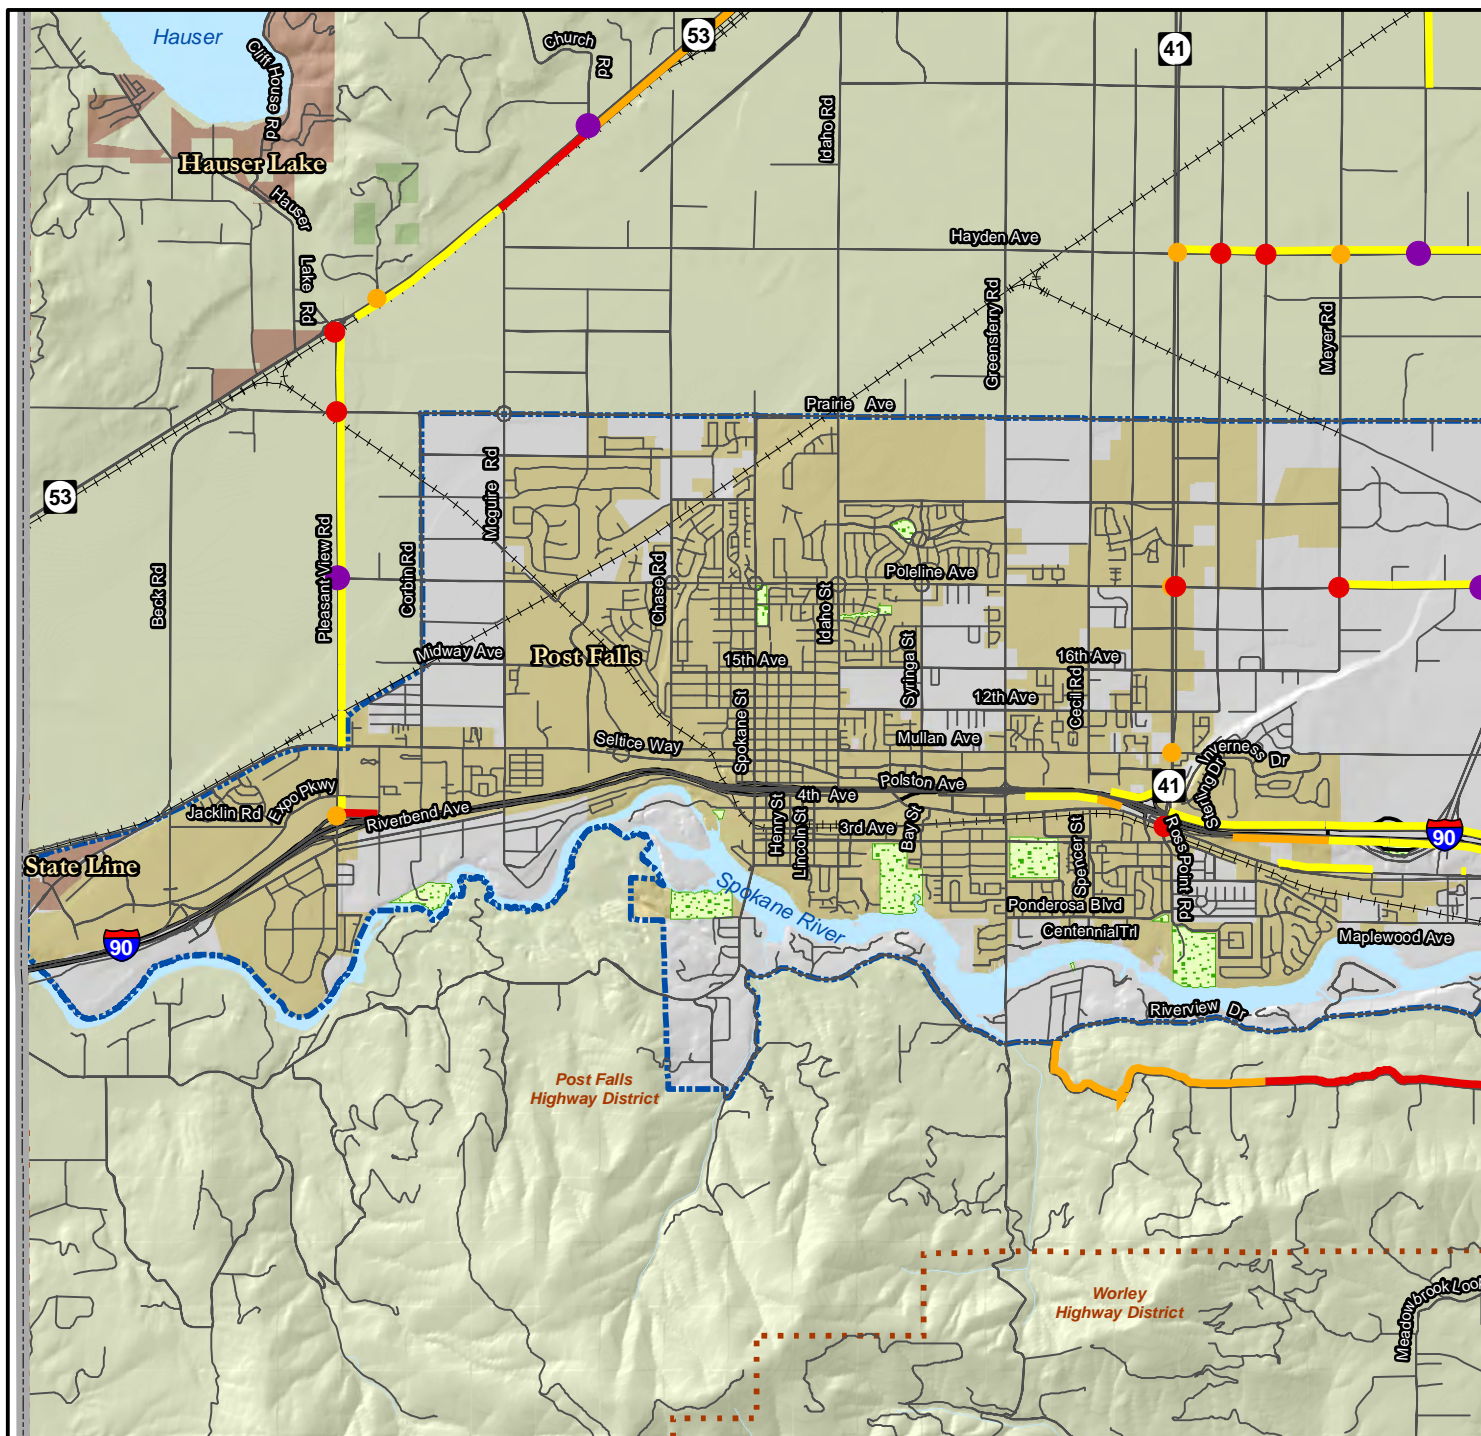 Hauser
Cliff House Rd
Church
Rd
53
41
Idaho Rd
Hauser Lake
Hauser
Lake
Rd
Hayden Ave
Greensferry Rd
Meyer Rd
Prairie Ave
53
Mcguire Rd
Pleasant View Rd
Corbin Rd
Beck Rd
Chase Rd
Poleline Ave
Idaho St
Midway Ave
Post Falls
15th Ave
Syringa St
16th Ave
Cecil Rd
12th Ave
Spokane St
Seltice Way
Mullan Ave
Inverness Dr
Polston Ave
41
Expo Pkwy
Jacklin Rd
Riverbend Ave
4th Ave
Henry St
Lincoln St
3rd Ave
Bay St
Spencer St
Ross Point Rd
90
State Line
Spokane River
Ponderosa Blvd
Centennial Trl
Maplewood Ave
90
Riverview Dr
Post Falls
Highway District
Worley
Highway District
Meadowbrook Loop